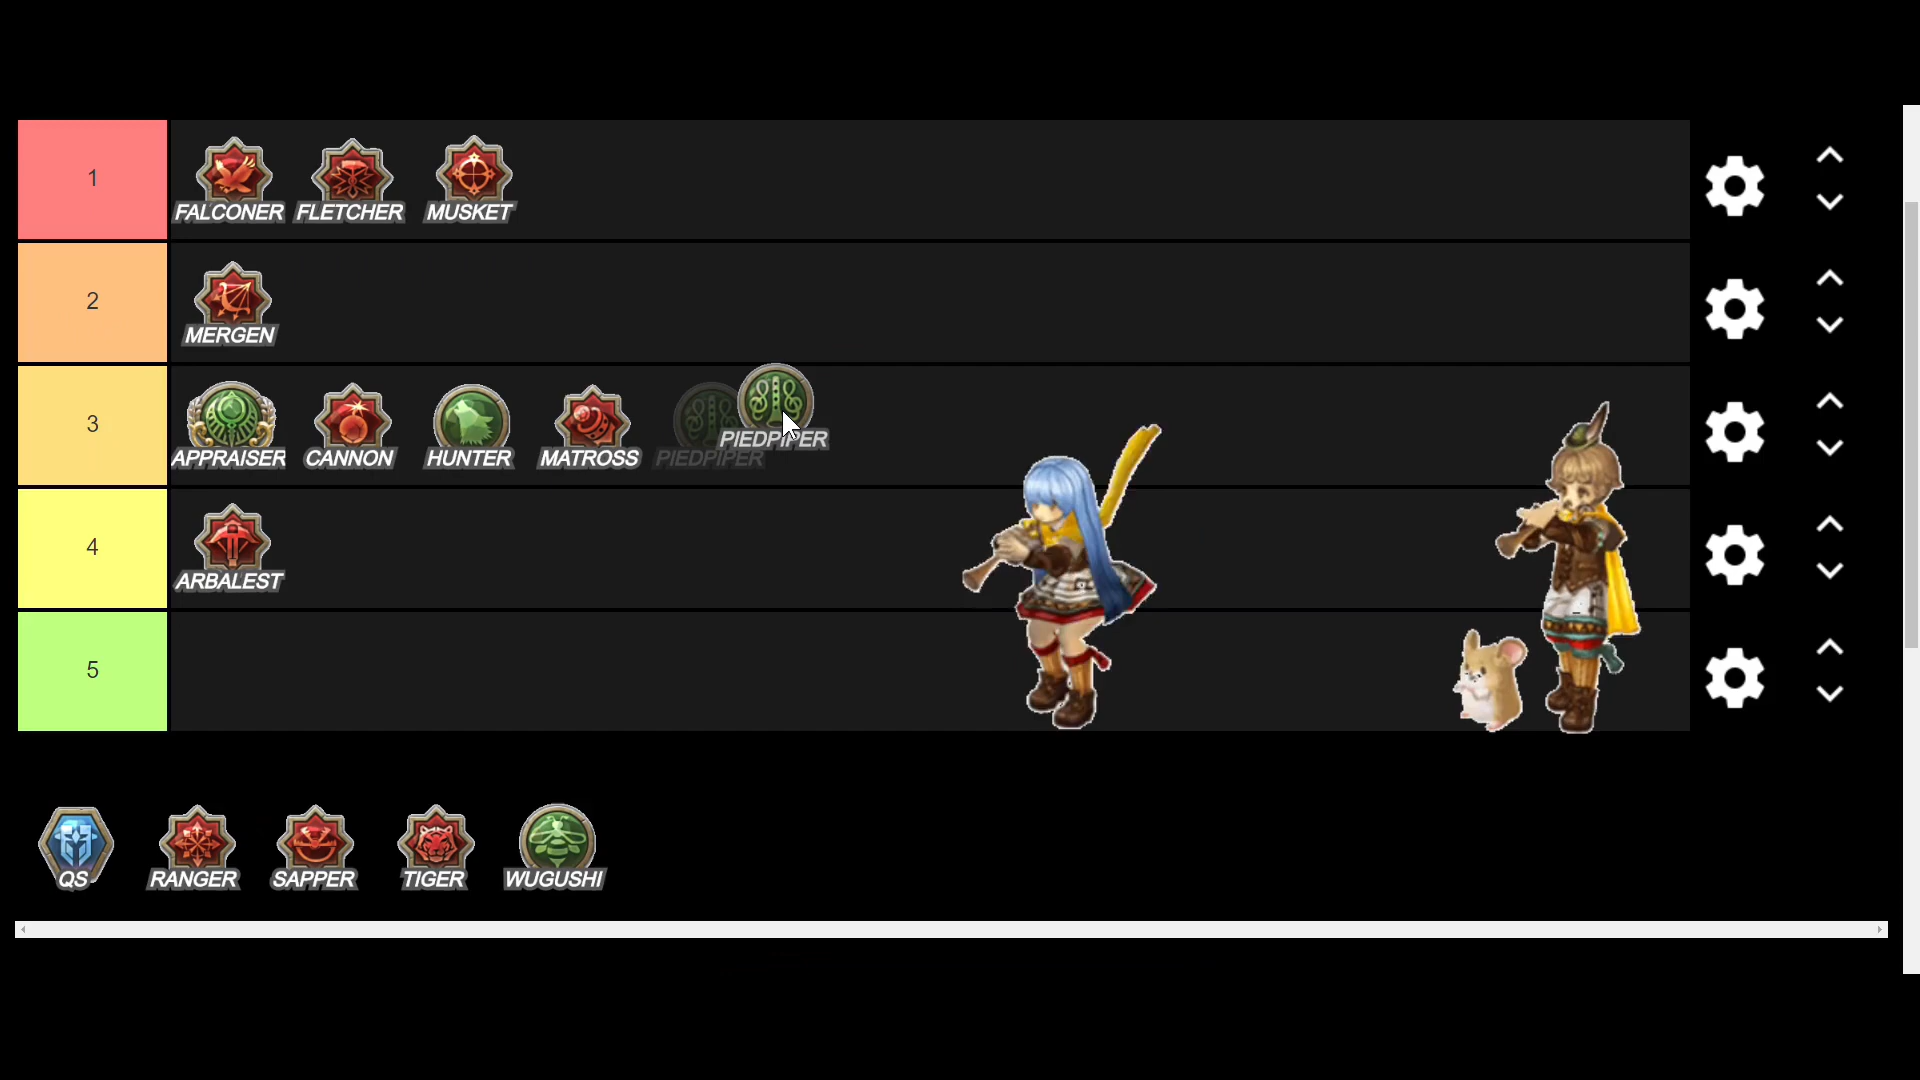 1
FALCONER
FLETCHER
MUSKET
2
MERGEN
3
APPRAISER
CANNON
HUNTER
MATROSS
PIEDPIPER
PIEDPIPER
4
ARBALEST
5
QS
RANGER
SAPPER
TIGER
WUGUSHI